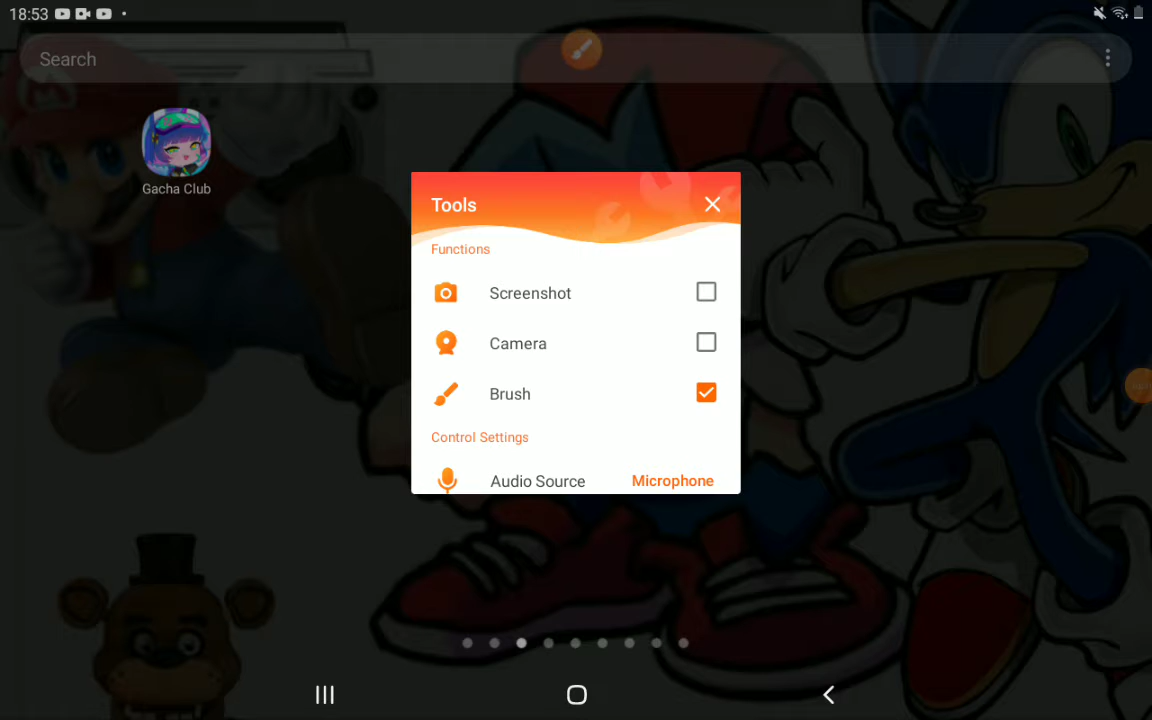 18:53
Search
Gacha Club
Tools
Functions
Screenshot
Camera
Brush
Control Settings
Audio Source Microphone